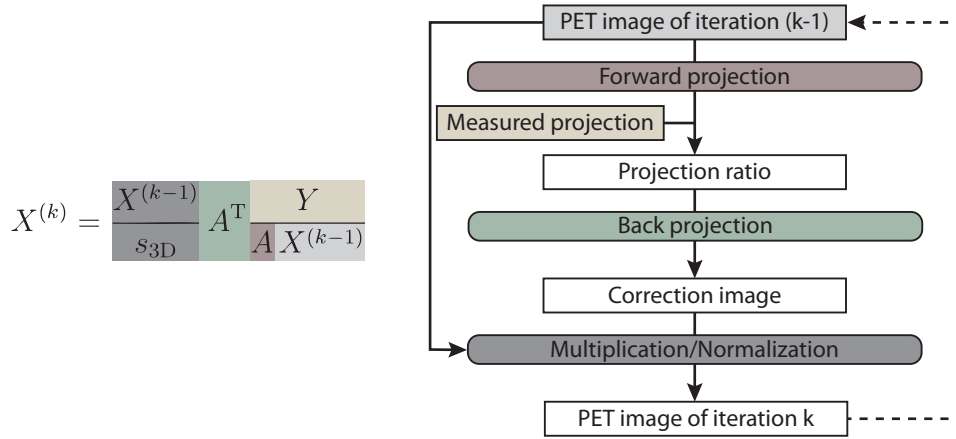 X^(k) = X^(k-1) / s_3D A^T Y / A X^(k-1)
PET image of iteration (k-1)
Forward projection
Measured projection
Projection ratio
Back projection
Correction image
Multiplication/Normalization
PET image of iteration k